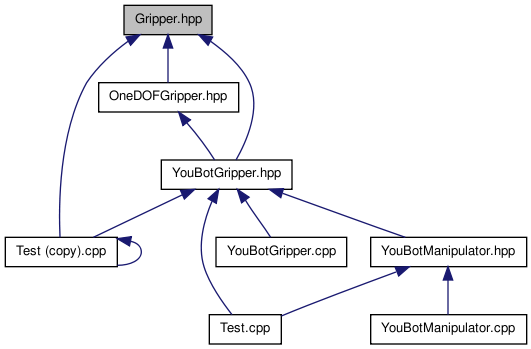 Gripper.hpp
OneDOFGripper.hpp
YouBotGripper.hpp
Test (copy).cpp
YouBotGripper.cpp
YouBotManipulator.hpp
Test.cpp
YouBotManipulator.cpp